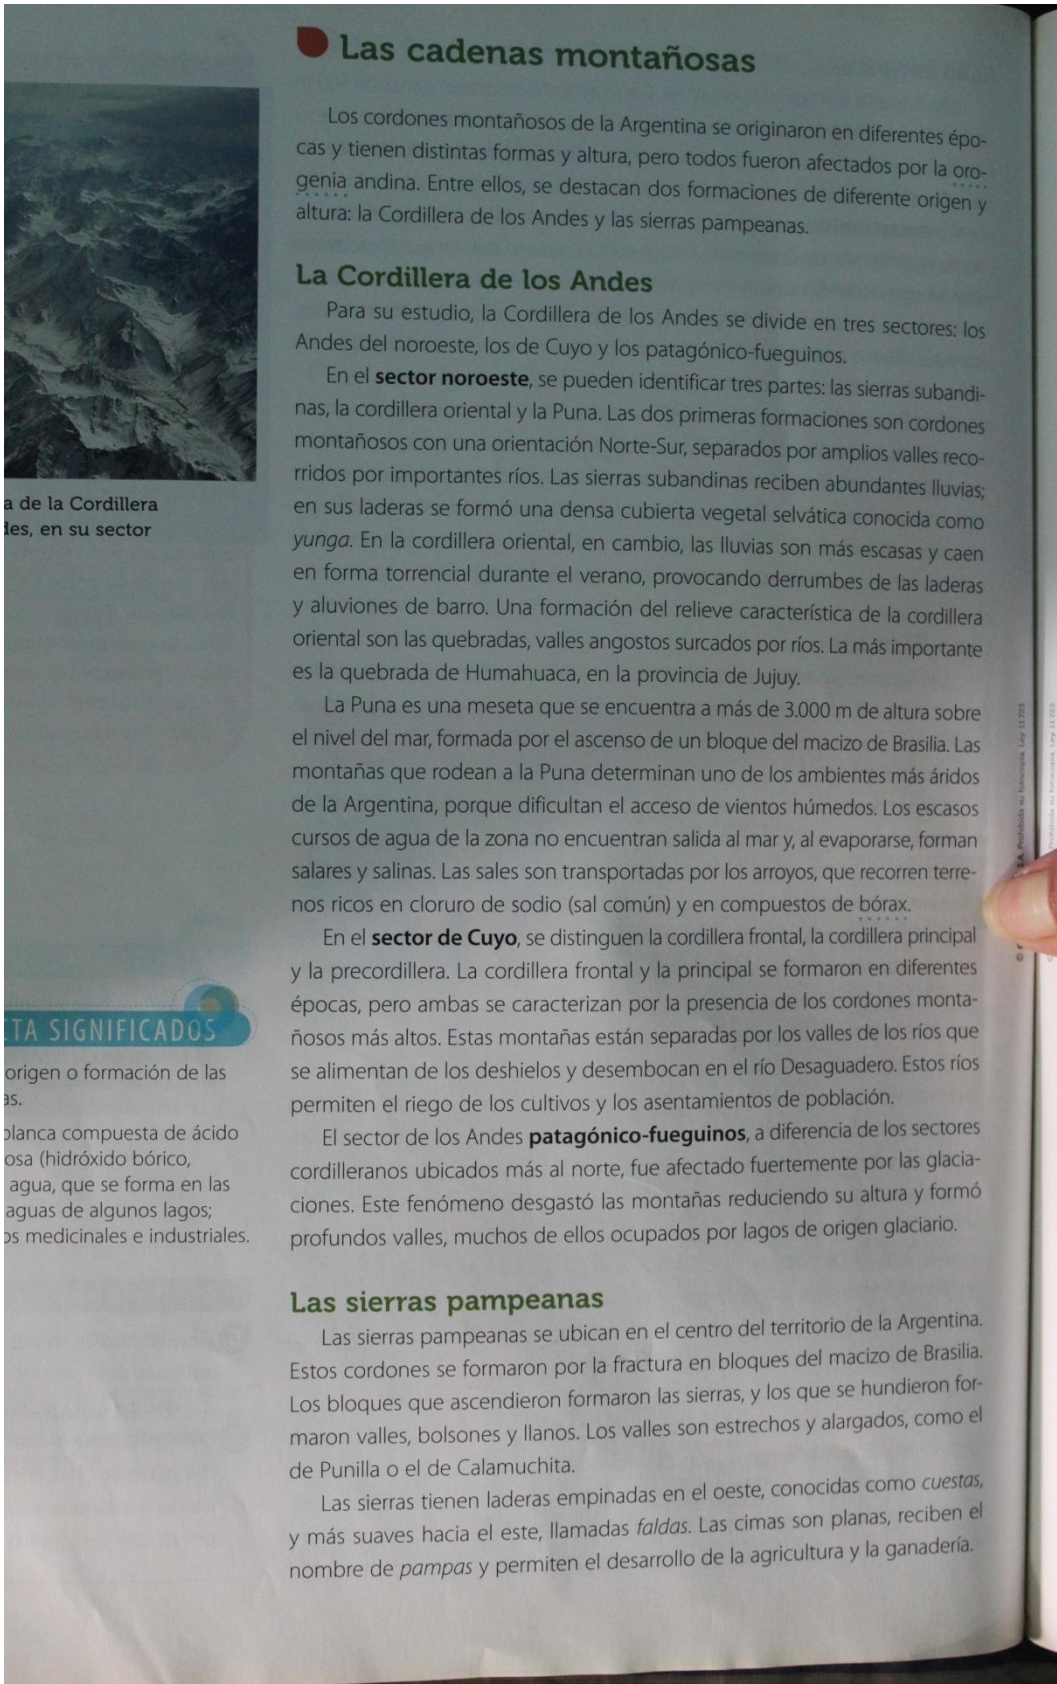 Las cadenas montañosas
Los cordones montañosos de la Argentina se originaron en diferentes épo-
cas y tienen distintas formas y altura, pero todos fueron afectados por la oro-
genia andina. Entre ellos, se destacan dos formaciones de diferente origen y
altura: la Cordillera de los Andes y las sierras pampeanas.
La Cordillera de los Andes
Para su estudio, la Cordillera de los Andes se divide en tres sectores: los
Andes del noroeste, los de Cuyo y los patagónico-fueguinos.
En el sector noroeste, se pueden identificar tres partes: las sierras subandi-
nas, la cordillera oriental y la Puna. Las dos primeras formaciones son cordones
montañosos con una orientación Norte-Sur, separados por amplios valles reco-
rridos por importantes ríos. Las sierras subandinas reciben abundantes lluvias;
en sus laderas se formó una densa cubierta vegetal selvática conocida como
yunga. En la cordillera oriental, en cambio, las lluvias son más escasas y caen
en forma torrencial durante el verano, provocando derrumbes de las laderas
y aluviones de barro. Una formación del relieve característica de la cordillera
oriental son las quebradas, valles angostos surcados por ríos. La más importante
es la quebrada de Humahuaca, en la provincia de Jujuy.
La Puna es una meseta que se encuentra a más de 3.000 m de altura sobre
el nivel del mar, formada por el ascenso de un bloque del macizo de Brasilia. Las
montañas que rodean a la Puna determinan uno de los ambientes más áridos
de la Argentina, porque dificultan el acceso de vientos húmedos. Los escasos
cursos de agua de la zona no encuentran salida al mar y, al evaporarse, forman
salares y salinas. Las sales son transportadas por los arroyos, que recorren terre-
nos ricos en cloruro de sodio (sal común) y en compuestos de bórax.
En el sector de Cuyo, se distinguen la cordillera frontal, la cordillera principal
y la precordillera. La cordillera frontal y la principal se formaron en diferentes
épocas, pero ambas se caracterizan por la presencia de los cordones monta-
ñosos más altos. Estas montañas están separadas por los valles de los ríos que
se alimentan de los deshielos y desembocan en el río Desaguadero. Estos ríos
permiten el riego de los cultivos y los asentamientos de población.
El sector de los Andes patagónico-fueguinos, a diferencia de los sectores
cordilleranos ubicados más al norte, fue afectado fuertemente por las glacia-
ciones. Este fenómeno desgastó las montañas reduciendo su altura y formó
profundos valles, muchos de ellos ocupados por lagos de origen glaciario.
Las sierras pampeanas
Las sierras pampeanas se ubican en el centro del territorio de la Argentina.
Estos cordones se formaron por la fractura en bloques del macizo de Brasilia.
Los bloques que ascendieron formaron las sierras, y los que se hundieron for-
maron valles, bolsones y llanos. Los valles son estrechos y alargados, como el
de Punilla o el de Calamuchita.
Las sierras tienen laderas empinadas en el oeste, conocidas como cuestas,
y más suaves hacia el este, llamadas faldas. Las cimas son planas, reciben el
nombre de pampas y permiten el desarrollo de la agricultura y la ganadería.
a de la Cordillera
des, en su sector
TA SIGNIFICADOS
origen o formación de las
as.
blanca compuesta de ácido
osa (hidróxido bórico,
agua, que se forma en las
aguas de algunos lagos;
os medicinales e industriales.
S.A. Prohibida su fotocopia. Ley 11.723
Prohibida su fotocopia. Ley 11.723